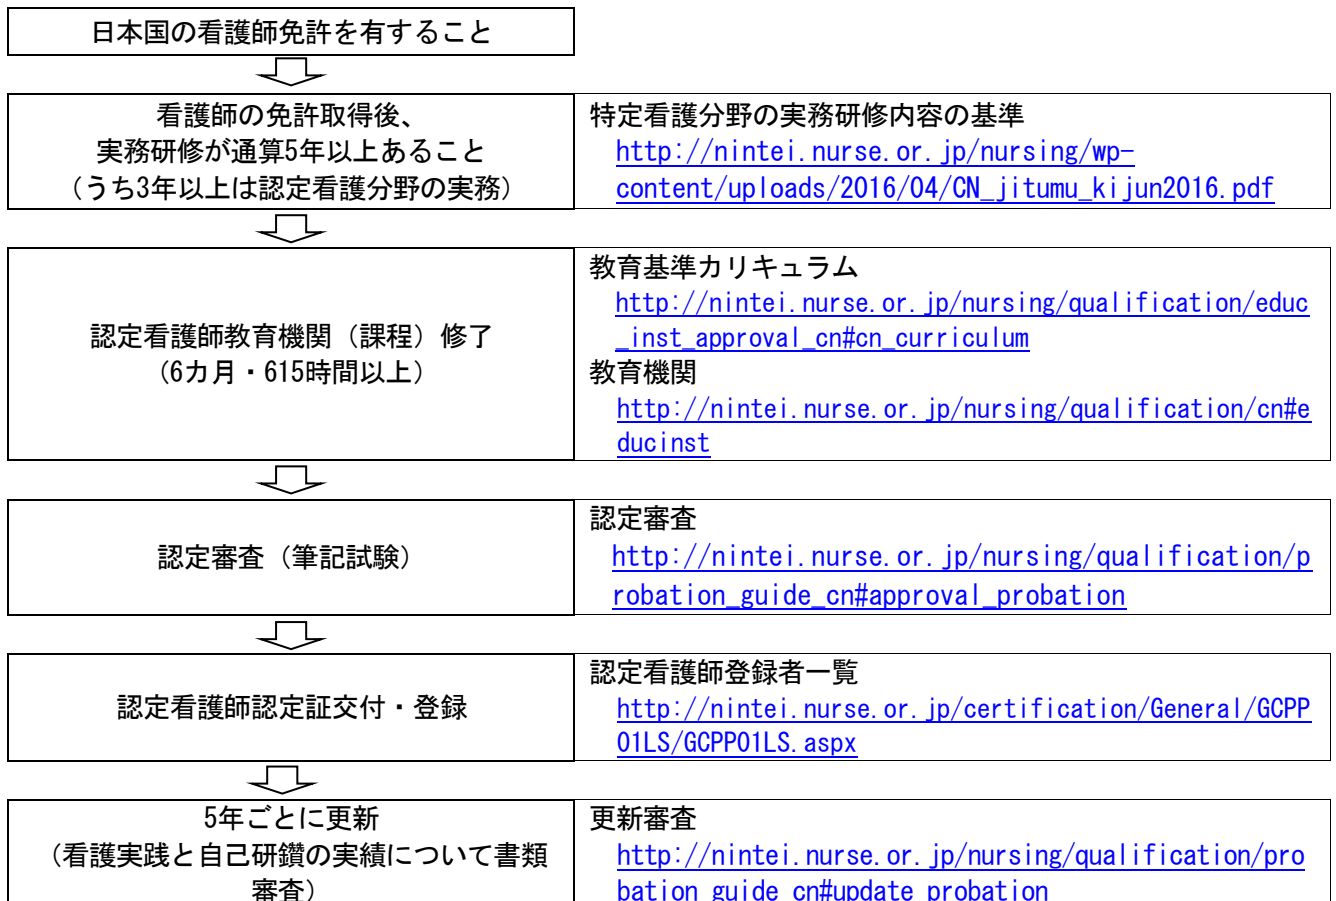 日本国の看護師免許を有すること
看護師の免許取得後、
実務研修が通算5年以上あること
（うち3年以上は認定看護分野の実務）
特定看護分野の実務研修内容の基準
http://nintei.nurse.or.jp/nursing/wp-
content/uploads/2016/04/CN_jitumu_kijun2016.pdf
認定看護師教育機関（課程）修了
（6カ月・615時間以上）
教育基準カリキュラム
http://nintei.nurse.or.jp/nursing/qualification/educ
_inst_approval_cn#cn_curriculum
教育機関
http://nintei.nurse.or.jp/nursing/qualification/cn#e
ducinst
認定審査（筆記試験）
認定審査
http://nintei.nurse.or.jp/nursing/qualification/p
robation_guide_cn#approval_probation
認定看護師認定証交付・登録
認定看護師登録者一覧
http://nintei.nurse.or.jp/certification/General/GCPP
01LS/GCPP01LS.aspx
5年ごとに更新
（看護実践と自己研鑽の実績について書類
審査）
更新審査
http://nintei.nurse.or.jp/nursing/qualification/pro
bation_guide_cn#update_probation